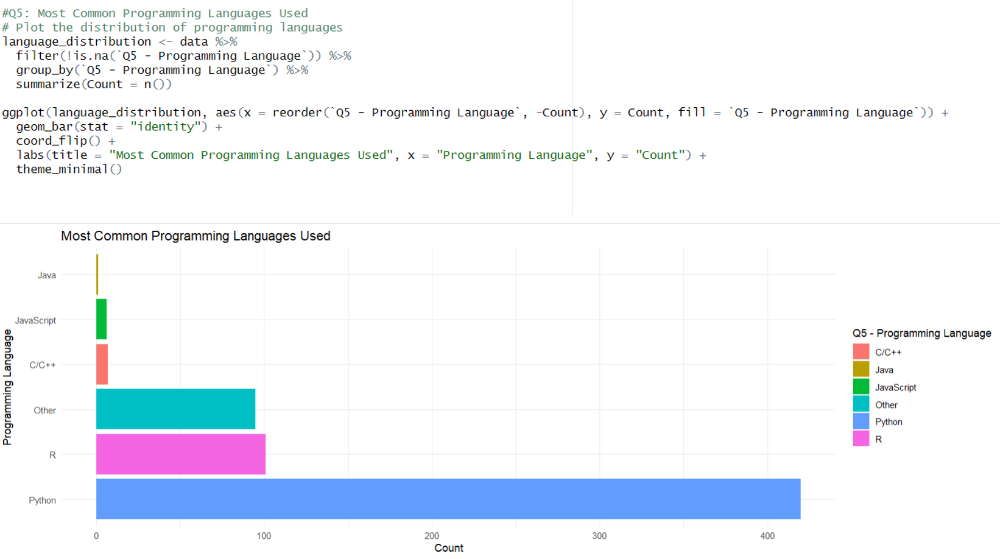 #Q5: Most Common Programming Languages Used
# Plot the distribution of programming languages
language_distribution <- data %>%
  filter(!is.na(`Q5 - Programming Language`)) %>%
  group_by(`Q5 - Programming Language`) %>%
  summarize(Count = n())
ggplot(language_distribution, aes(x = reorder(`Q5 - Programming Language`, -Count), y = Count, fill = `Q5 - Programming Language`)) +
  geom_bar(stat = "identity") +
  coord_flip() +
  labs(title = "Most Common Programming Languages Used", x = "Programming Language", y = "Count") +
  theme_minimal()
Most Common Programming Languages Used
Programming Language
Java
JavaScript
C/C++
Other
R
Python
0 100 200 300 400
Count
Q5 - Programming Language
C/C++
Java
JavaScript
Other
Python
R